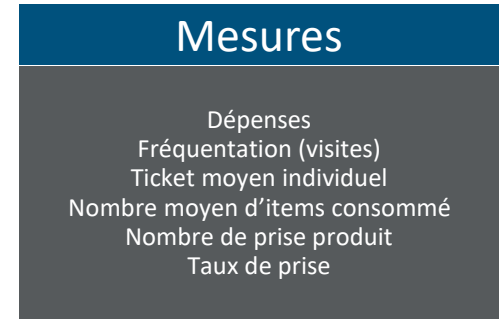 Mesures
Dépenses
Fréquentation (visites)
Ticket moyen individuel
Nombre moyen d’items consommé
Nombre de prise produit
Taux de prise